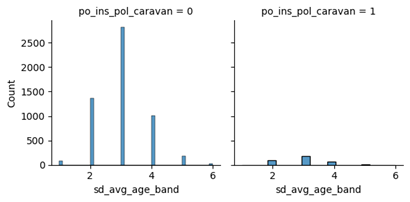 po_ins_pol_caravan = 0
po_ins_pol_caravan = 1
2500
2000
1500
1000
500
0
Count
2 4 6
2 4 6
sd_avg_age_band
sd_avg_age_band